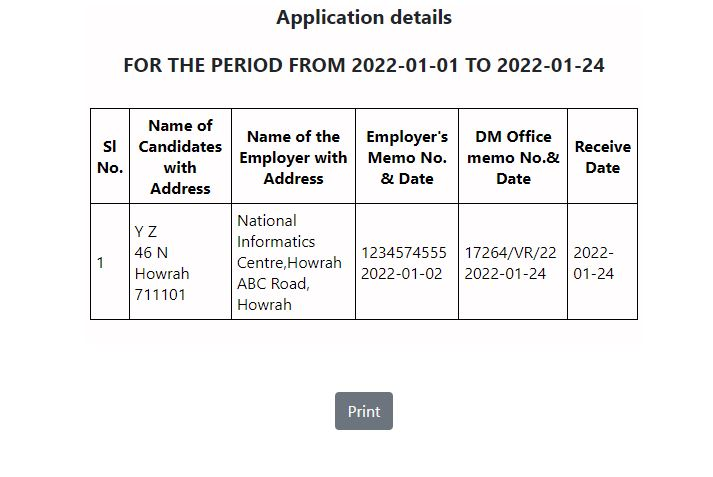 Application details
FOR THE PERIOD FROM 2022-01-01 TO 2022-01-24
Sl No.
Name of Candidates with Address
Name of the Employer with Address
Employer's Memo No. & Date
DM Office memo No.& Date
Receive Date
1
Y Z
46 N
Howrah
711101
National
Informatics
Centre,Howrah
ABC Road,
Howrah
1234574555
2022-01-02
17264/VR/22
2022-01-24
2022-
01-24
Print